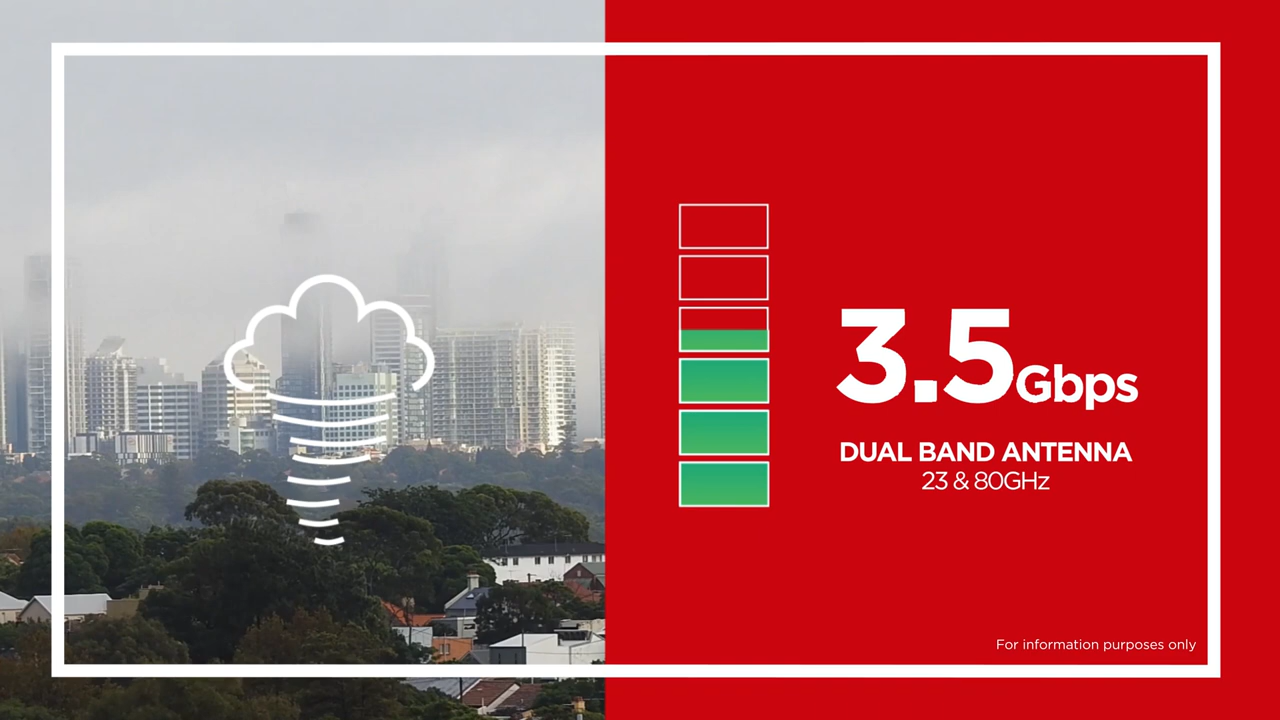 3.5Gbps
DUAL BAND ANTENNA
23 & 80GHz
For information purposes only